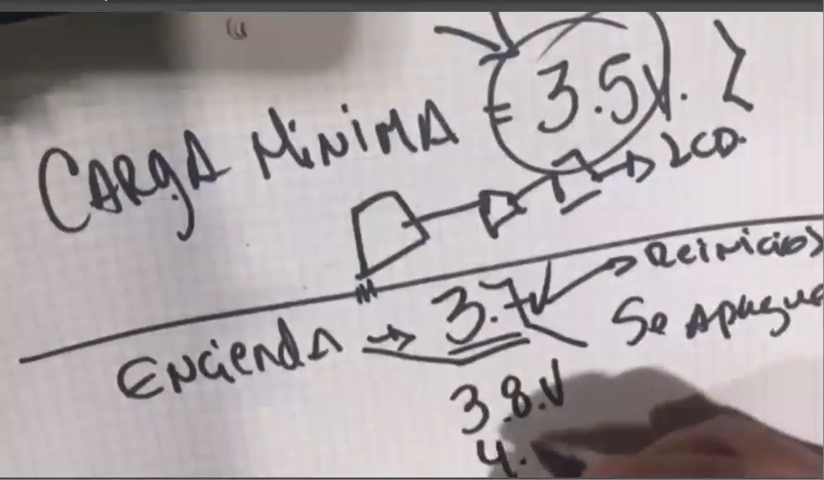 CARGA MINIMA = 3.5V.
LCD.
M
ENCIENDA → 3.7V → REINICIOS
Se APAGUE
3.8.V
4.